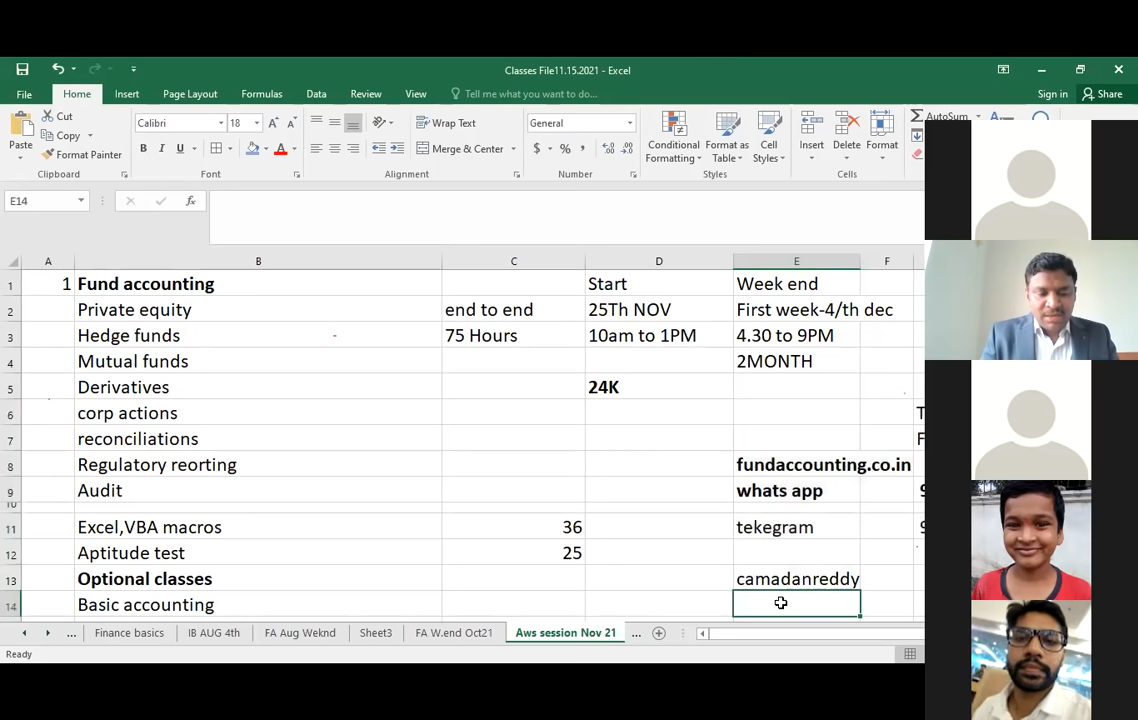 Classes File11.15.2021 - Excel
File Home Insert Page Layout Formulas Data Review View Tell me what you want to do... Sign in Share
Paste Cut Copy Format Painter Clipboard
Calibri 18 A A B I U A Font
Wrap Text Merge & Center Alignment
General $ % , Number
Conditional Formatting Format as Table Cell Styles Styles
Insert Delete Format Cells
AutoSum
E14 fx
A B C D E F
1 1 Fund accounting Start Week end
2 Private equity end to end 25Th NOV First week-4/th dec
3 Hedge funds 75 Hours 10am to 1PM 4.30 to 9PM
4 Mutual funds 2MONTH
5 Derivatives 24K
6 corp actions T
7 reconciliations F
8 Regulatory reorting fundaccounting.co.in
9 Audit whats app 9
10
11 Excel,VBA macros 36 tekegram 9
12 Aptitude test 25
13 Optional classes camadanreddy
14 Basic accounting
... Finance basics IB AUG 4th FA Aug Weknd Sheet3 FA W.end Oct21 Aws session Nov 21 ...
Ready